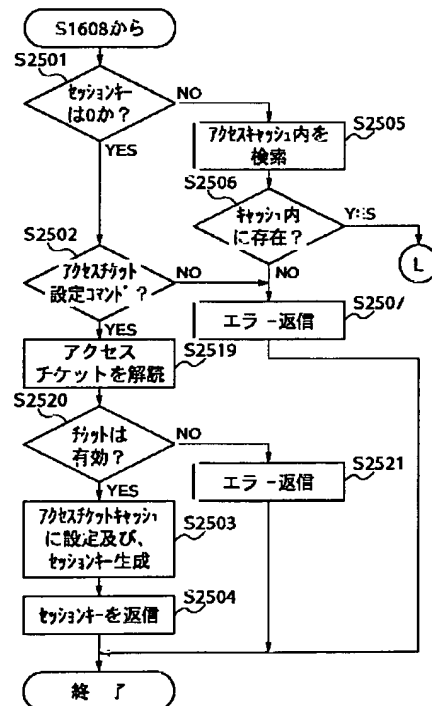 S1608から
S2501
セッションキー
は0か？
NO
YES
アクセスキャッシュ内を
検索
S2505
S2506
キャッシュ内
に存在？
YES
L
NO
S2502
アクセスチケット
設定コマンド？
NO
YES
エラー返信
S2507
アクセス
チケットを解読
S2519
S2520
チケットは
有効？
NO
YES
エラー返信
S2521
アクセスチケットキャッシュ
に設定及び、
セッションキー生成
S2503
セッションキーを返信
S2504
終 了